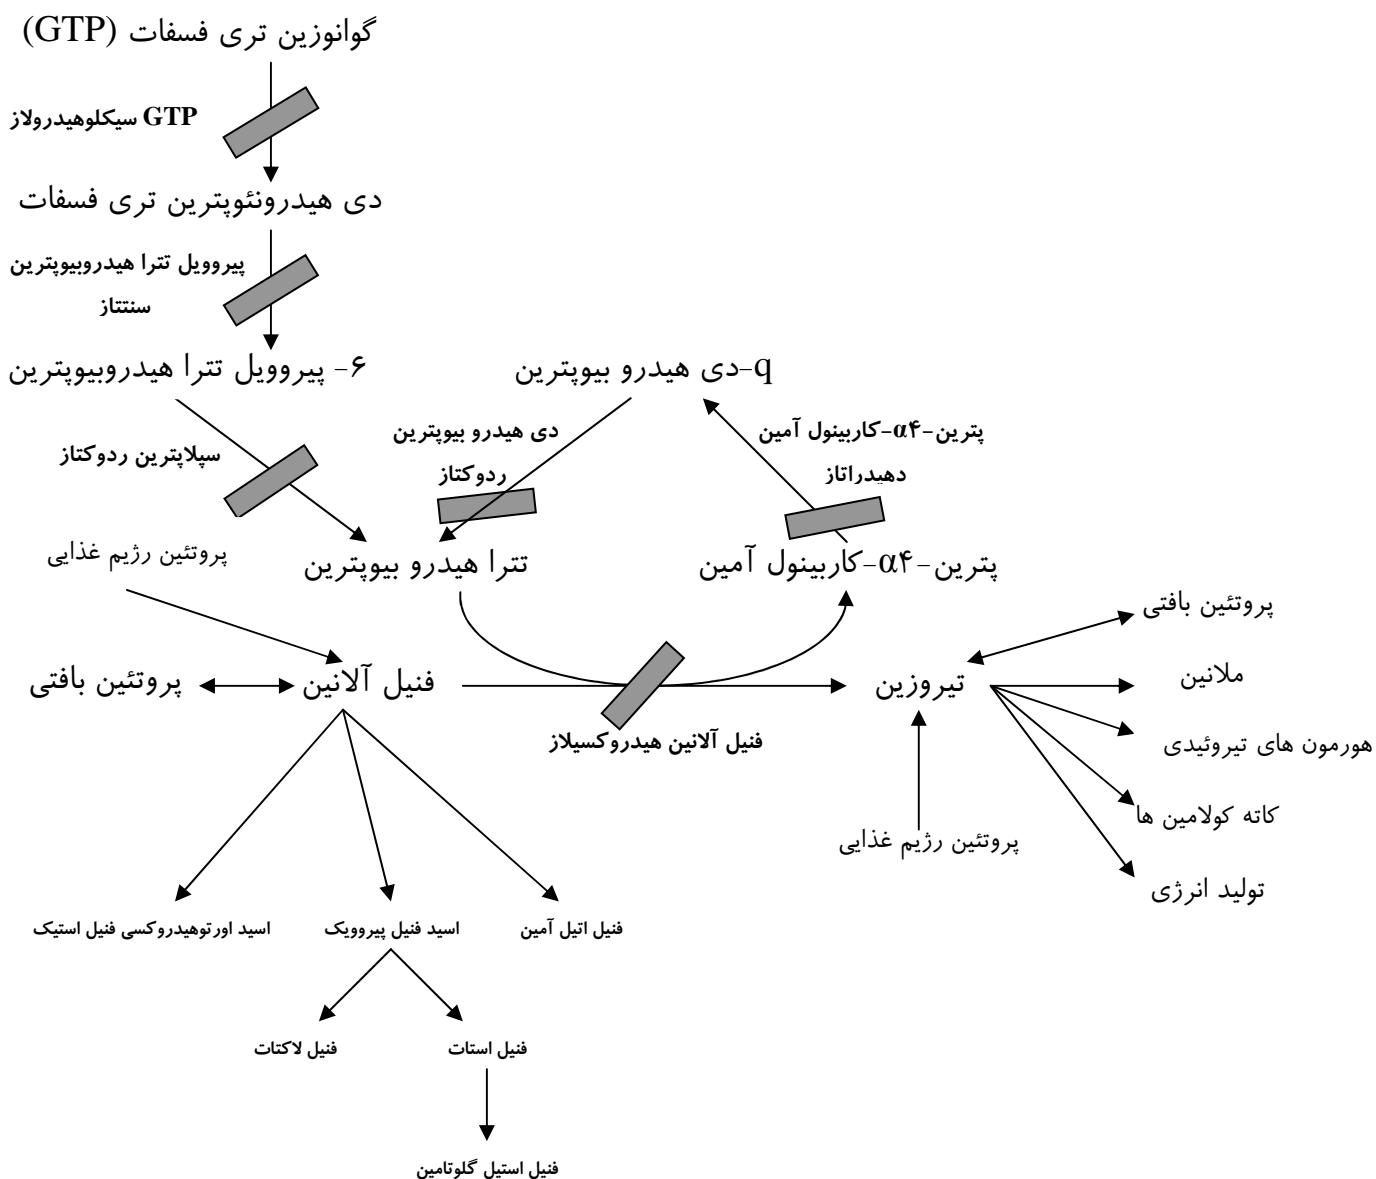 گوانوزین تری فسفات (GTP)
GTP سیکلوهیدرولاز
دی هیدرونئوپترین تری فسفات
پیروویل تترا هیدروبیوپترین
سنتتاز
۶- پیروویل تترا هیدروبیوپترین
q-دی هیدرو بیوپترین
سپلاپترین ردوکتاز
دی هیدرو بیوپترین
ردوکتاز
پترین-α۴-کاربینول آمین
دهیدراتاز
پروتئین رژیم غذایی
تترا هیدرو بیوپترین
پترین-α۴-کاربینول آمین
پروتئین بافتی
فنیل آلانین
تیروزین
پروتئین بافتی
ملانین
هورمون های تیروئیدی
کاته کولامین ها
تولید انرژی
فنیل آلانین هیدروکسیلاز
پروتئین رژیم غذایی
اسید اورتوهیدروکسی فنیل استیک
اسید فنیل پیروویک
فنیل اتیل آمین
فنیل لاکتات
فنیل استات
فنیل استیل گلوتامین